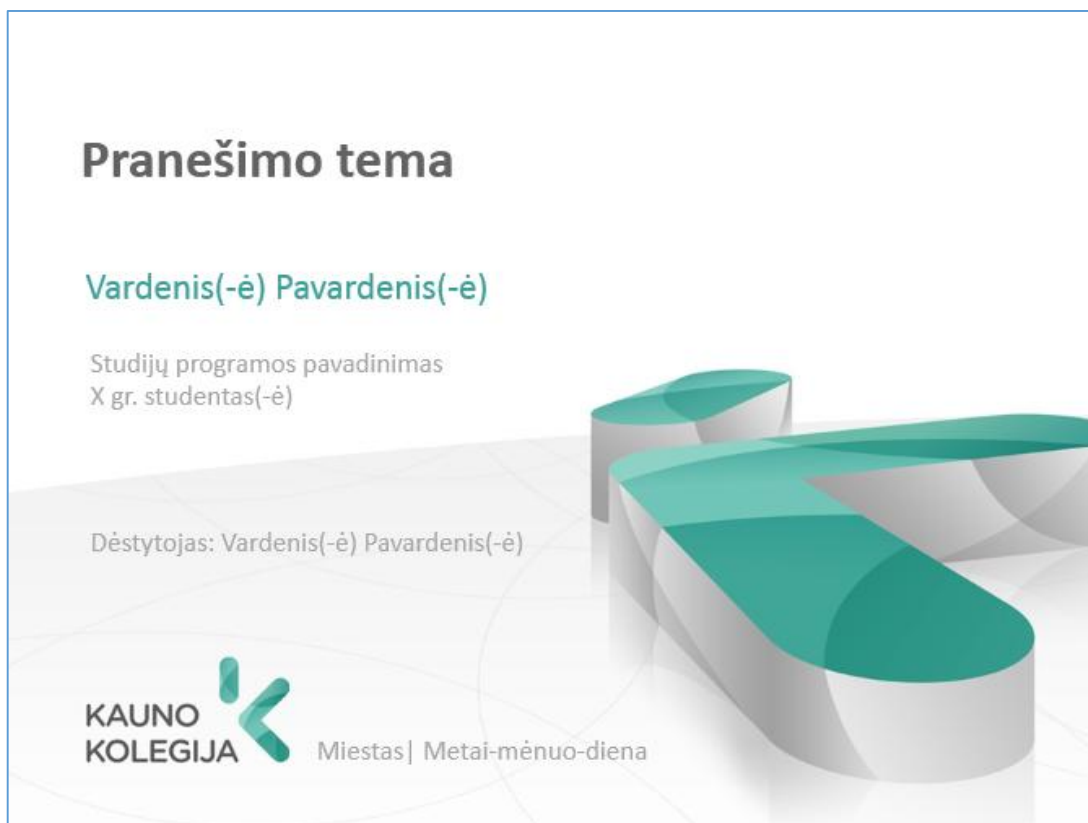 Pranešimo tema
Vardenis(-ė) Pavardenis(-ė)
Studijų programos pavadinimas
X gr. studentas(-ė)
Dėstytojas: Vardenis(-ė) Pavardenis(-ė)
KAUNO
KOLEGIJA
Miestas| Metai-mėnuo-diena